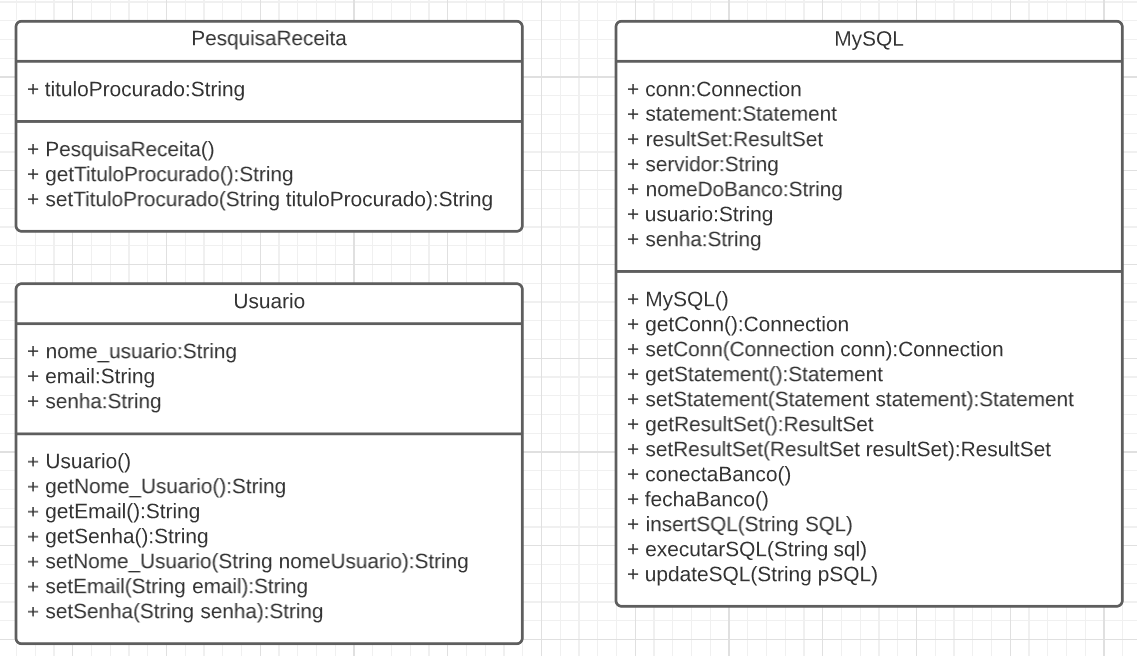 PesquisaReceita
+ tituloProcurado:String
+ PesquisaReceita()
+ getTituloProcurado():String
+ setTituloProcurado(String tituloProcurado):String
Usuario
+ nome_usuario:String
+ email:String
+ senha:String
+ Usuario()
+ getNome_Usuario():String
+ getEmail():String
+ getSenha():String
+ setNome_Usuario(String nomeUsuario):String
+ setEmail(String email):String
+ setSenha(String senha):String
MySQL
+ conn:Connection
+ statement:Statement
+ resultSet:ResultSet
+ servidor:String
+ nomeDoBanco:String
+ usuario:String
+ senha:String
+ MySQL()
+ getConn():Connection
+ setConn(Connection conn):Connection
+ getStatement():Statement
+ setStatement(Statement statement):Statement
+ getResultSet():ResultSet
+ setResultSet(ResultSet resultSet):ResultSet
+ conectaBanco()
+ fechaBanco()
+ insertSQL(String SQL)
+ executarSQL(String sql)
+ updateSQL(String pSQL)